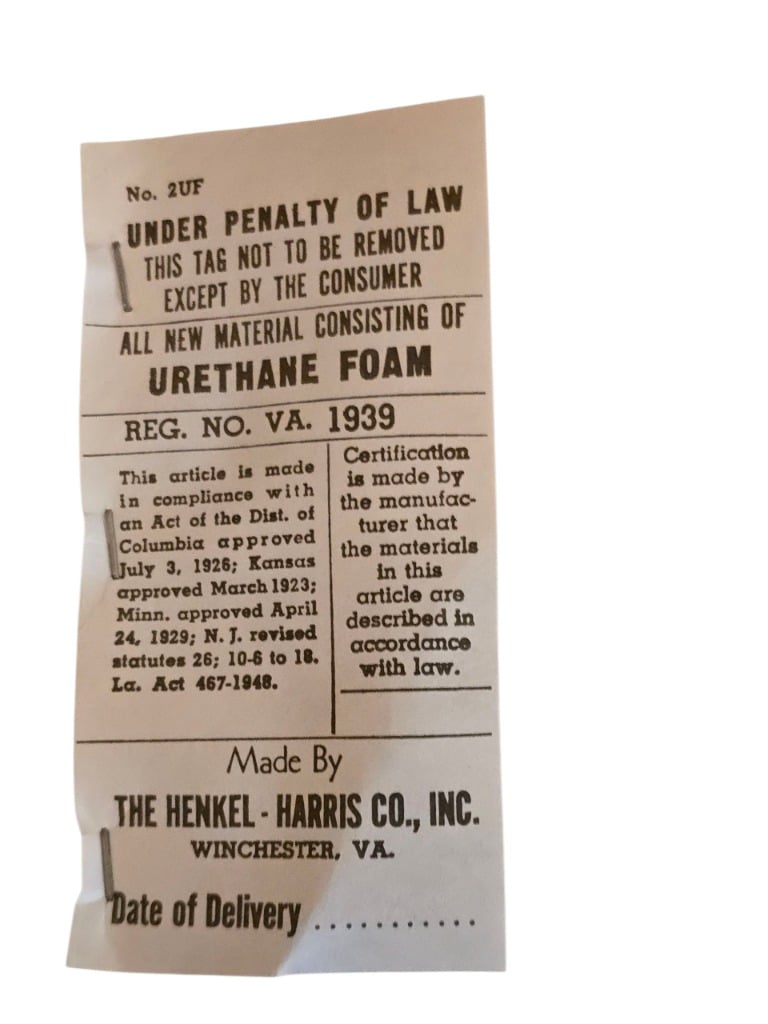 No. 2UF
UNDER PENALTY OF LAW
THIS TAG NOT TO BE REMOVED
EXCEPT BY THE CONSUMER
ALL NEW MATERIAL CONSISTING OF
URETHANE FOAM
REG. NO. VA. 1939
This article is made
in compliance with
an Act of the Dist. of
Columbia approved
July 3, 1926; Kansas
approved March 1923;
Minn. approved April
24, 1929; N. J. revised
statutes 26; 10-6 to 18.
La. Act 467-1948.
Certification
is made by
the manufac-
turer that
the materials
in this
article are
described in
accordance
with law.
Made By
THE HENKEL - HARRIS CO., INC.
WINCHESTER, VA.
Date of Delivery ...........